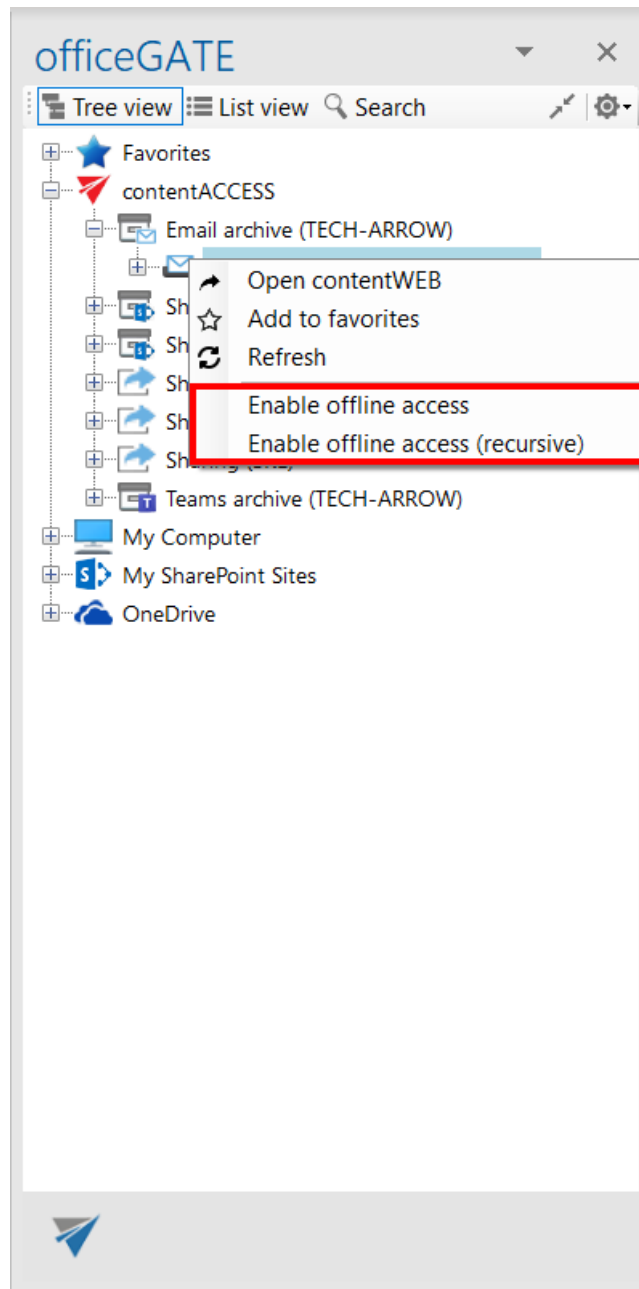 officeGATE
Tree view List view Search
Favorites
contentACCESS
Email archive (TECH-ARROW)
Open contentWEB
Sh
Add to favorites
Sh
Refresh
Sh
Enable offline access
Sh
Enable offline access (recursive)
Teams archive (TECH-ARROW)
My Computer
My SharePoint Sites
OneDrive